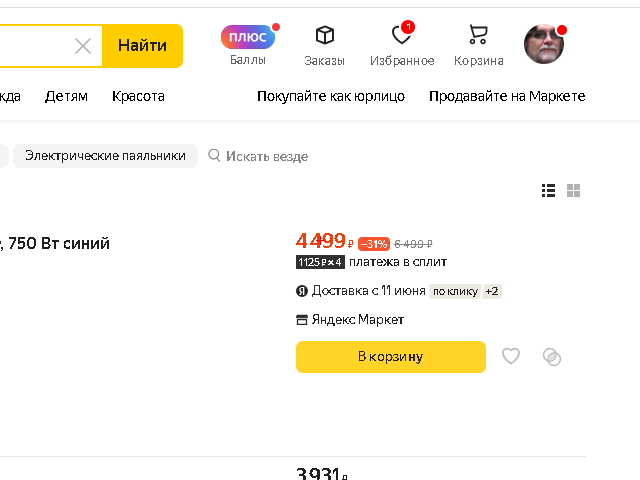 Найти
плюс
Баллы
Заказы
1
Избранное
Корзина
жда Детям Красота
Покупайте как юрлицо Продавайте на Маркете
Электрические паяльники
Искать везде
, 750 Вт синий
4 499 ₽ –31% 6 499 ₽
1125 ₽ × 4 платежа в сплит
Я Доставка с 11 июня по клику +2
Яндекс Маркет
В корзину
3 931 ₽